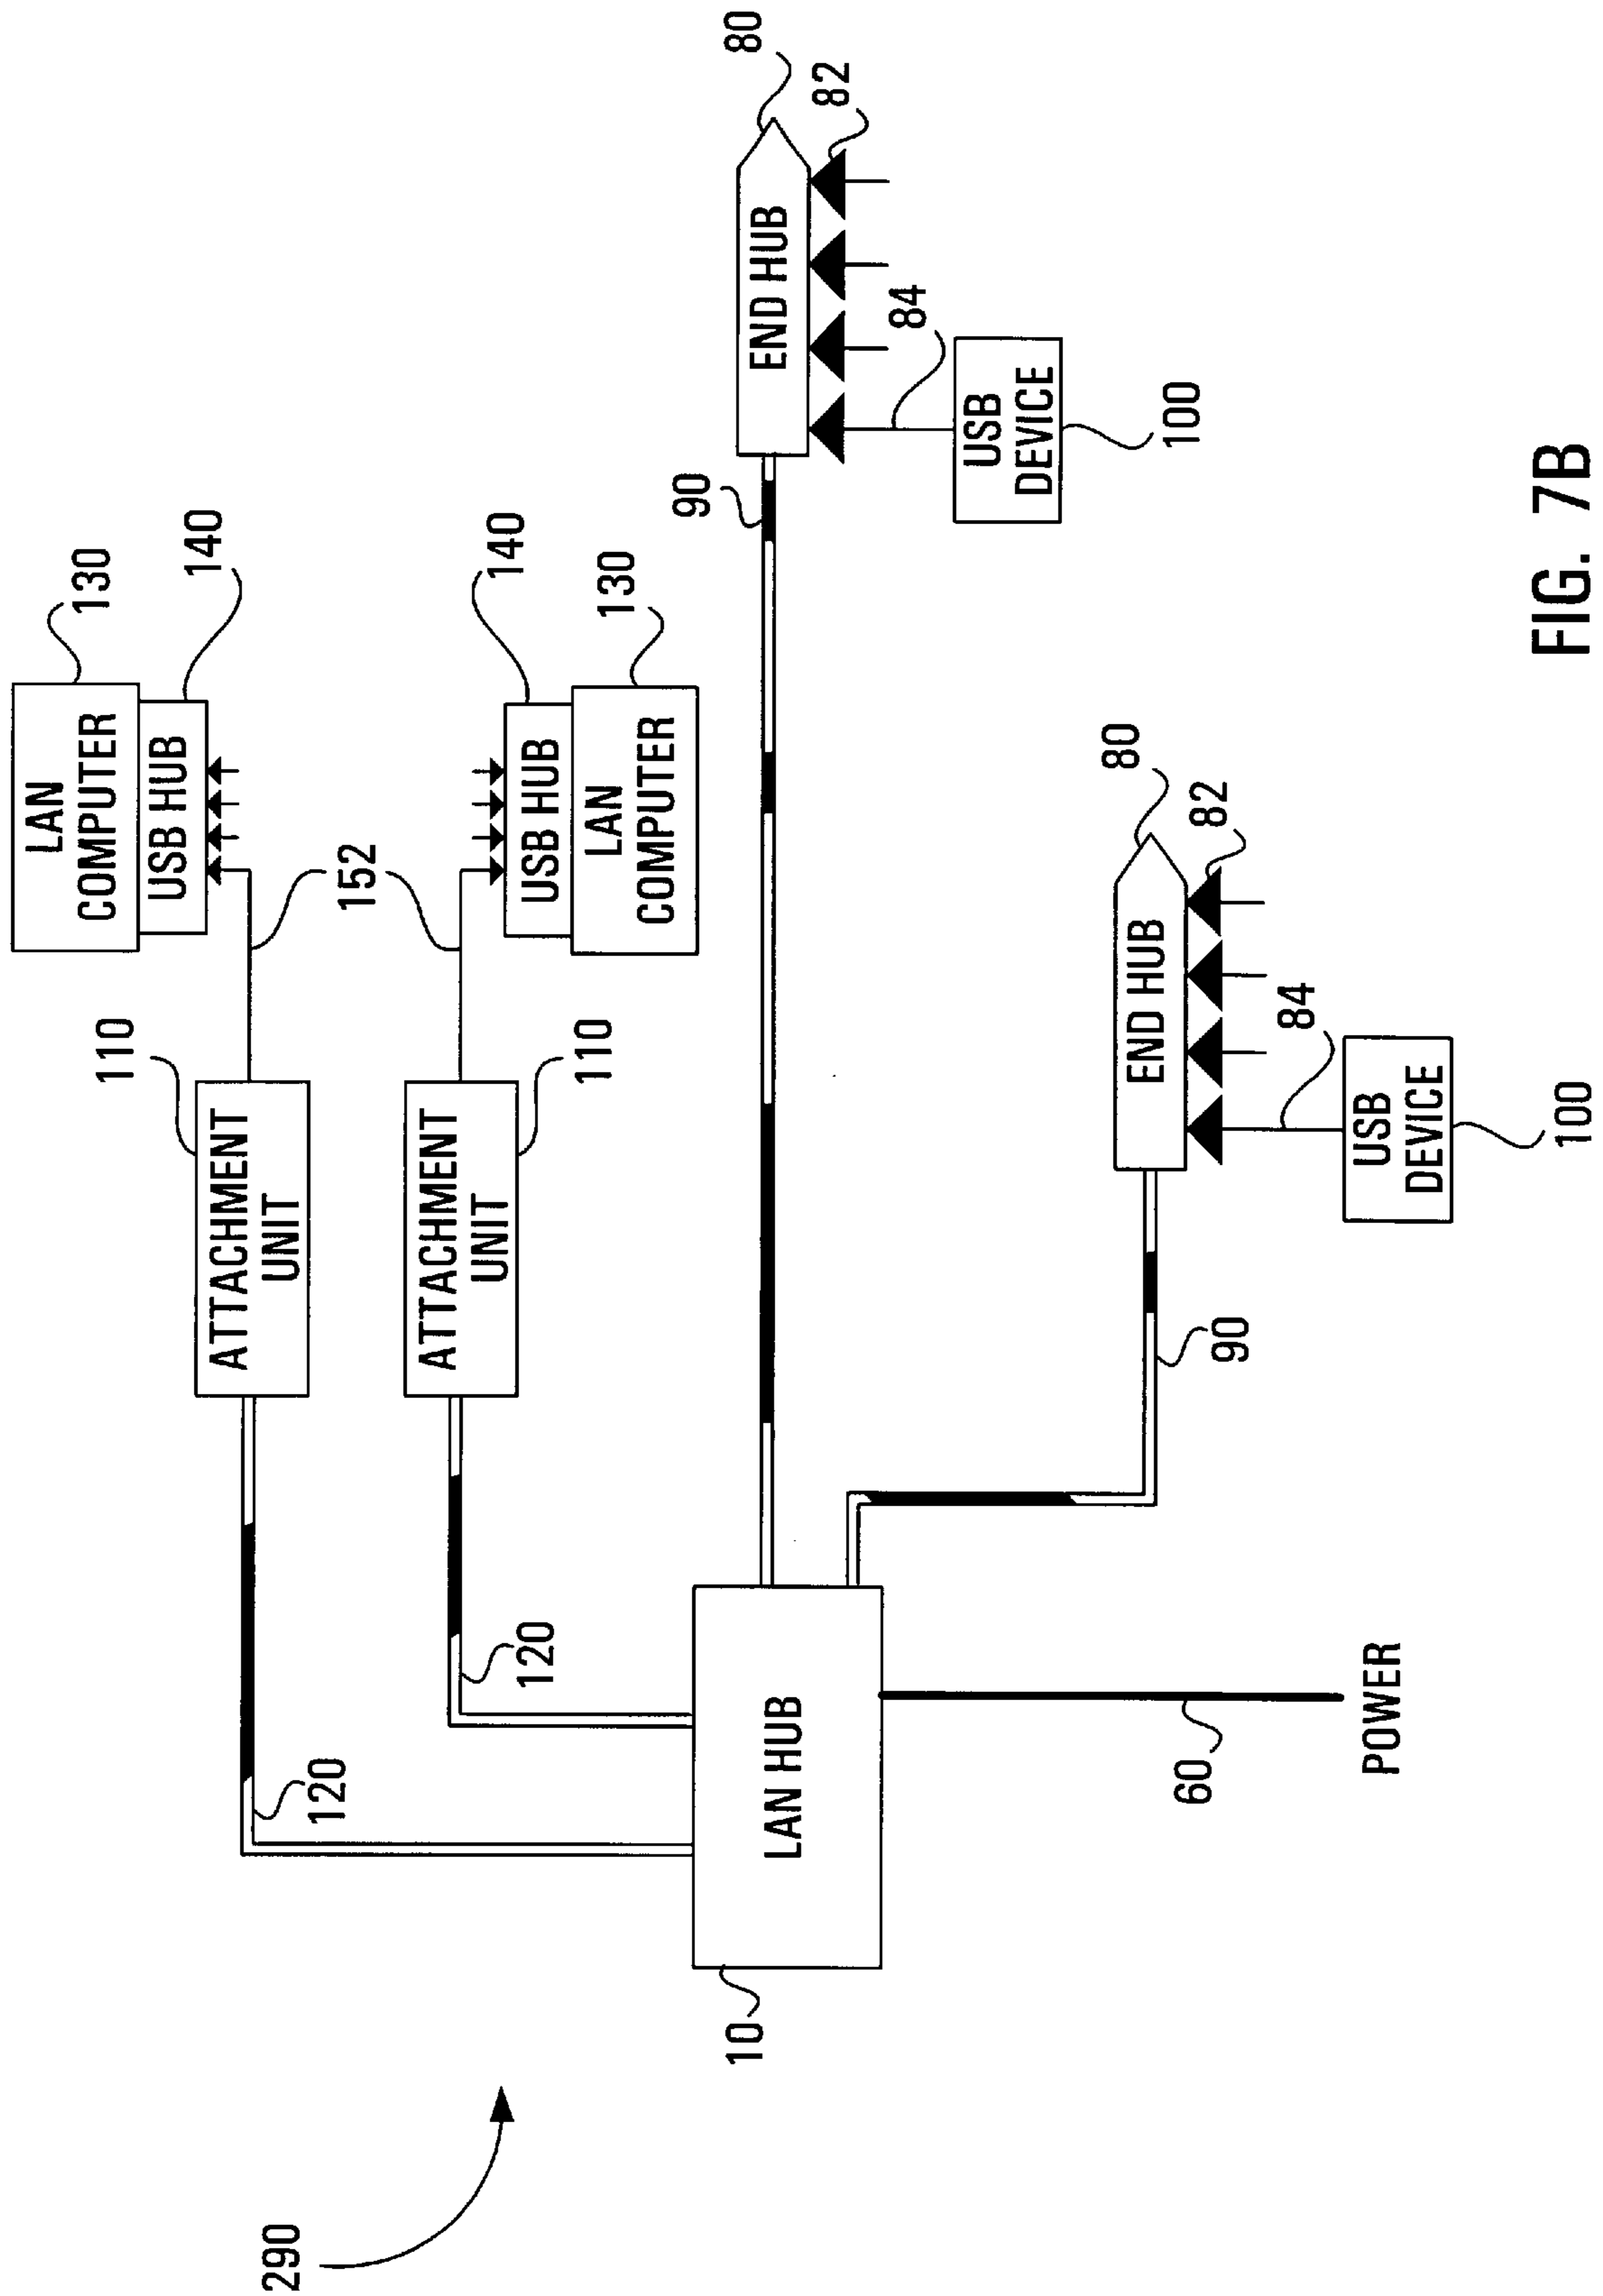 290
LAN
COMPUTER
130
USB HUB
140
110
ATTACHMENT
UNIT
120
152
ATTACHMENT
UNIT
110
120
140
USB HUB
130
LAN
COMPUTER
10
LAN HUB
60
POWER
90
END HUB
80
82
84
USB
DEVICE
100
90
END HUB
80
82
84
USB
DEVICE
100
FIG. 7B